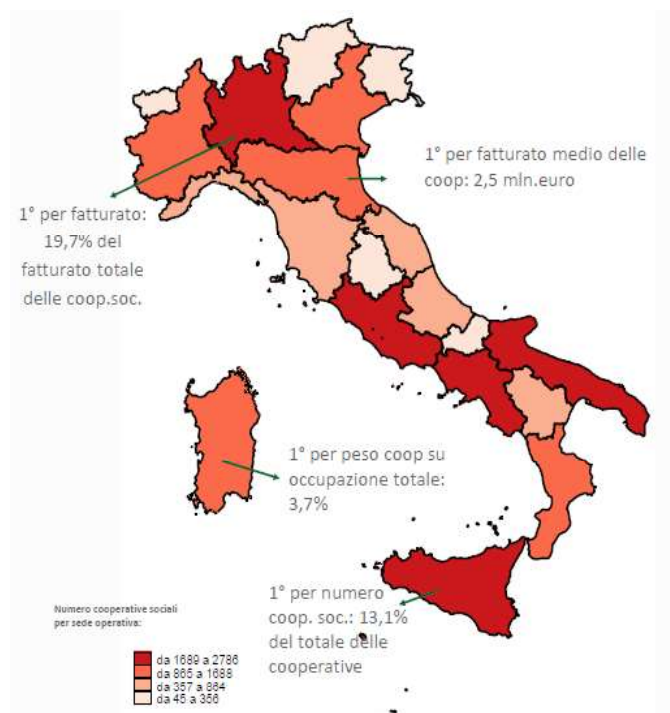 1° per fatturato medio delle
coop: 2,5 mln.euro
1° per fatturato:
19,7% del
fatturato totale
delle coop.soc.
1° per peso coop su
occupazione totale:
3,7%
1° per numero
coop. soc.: 13,1%
del totale delle
cooperative
Numero cooperative sociali
per sede operativa:
da 1689 a 2786
da 865 a 1688
da 357 a 864
da 45 a 356